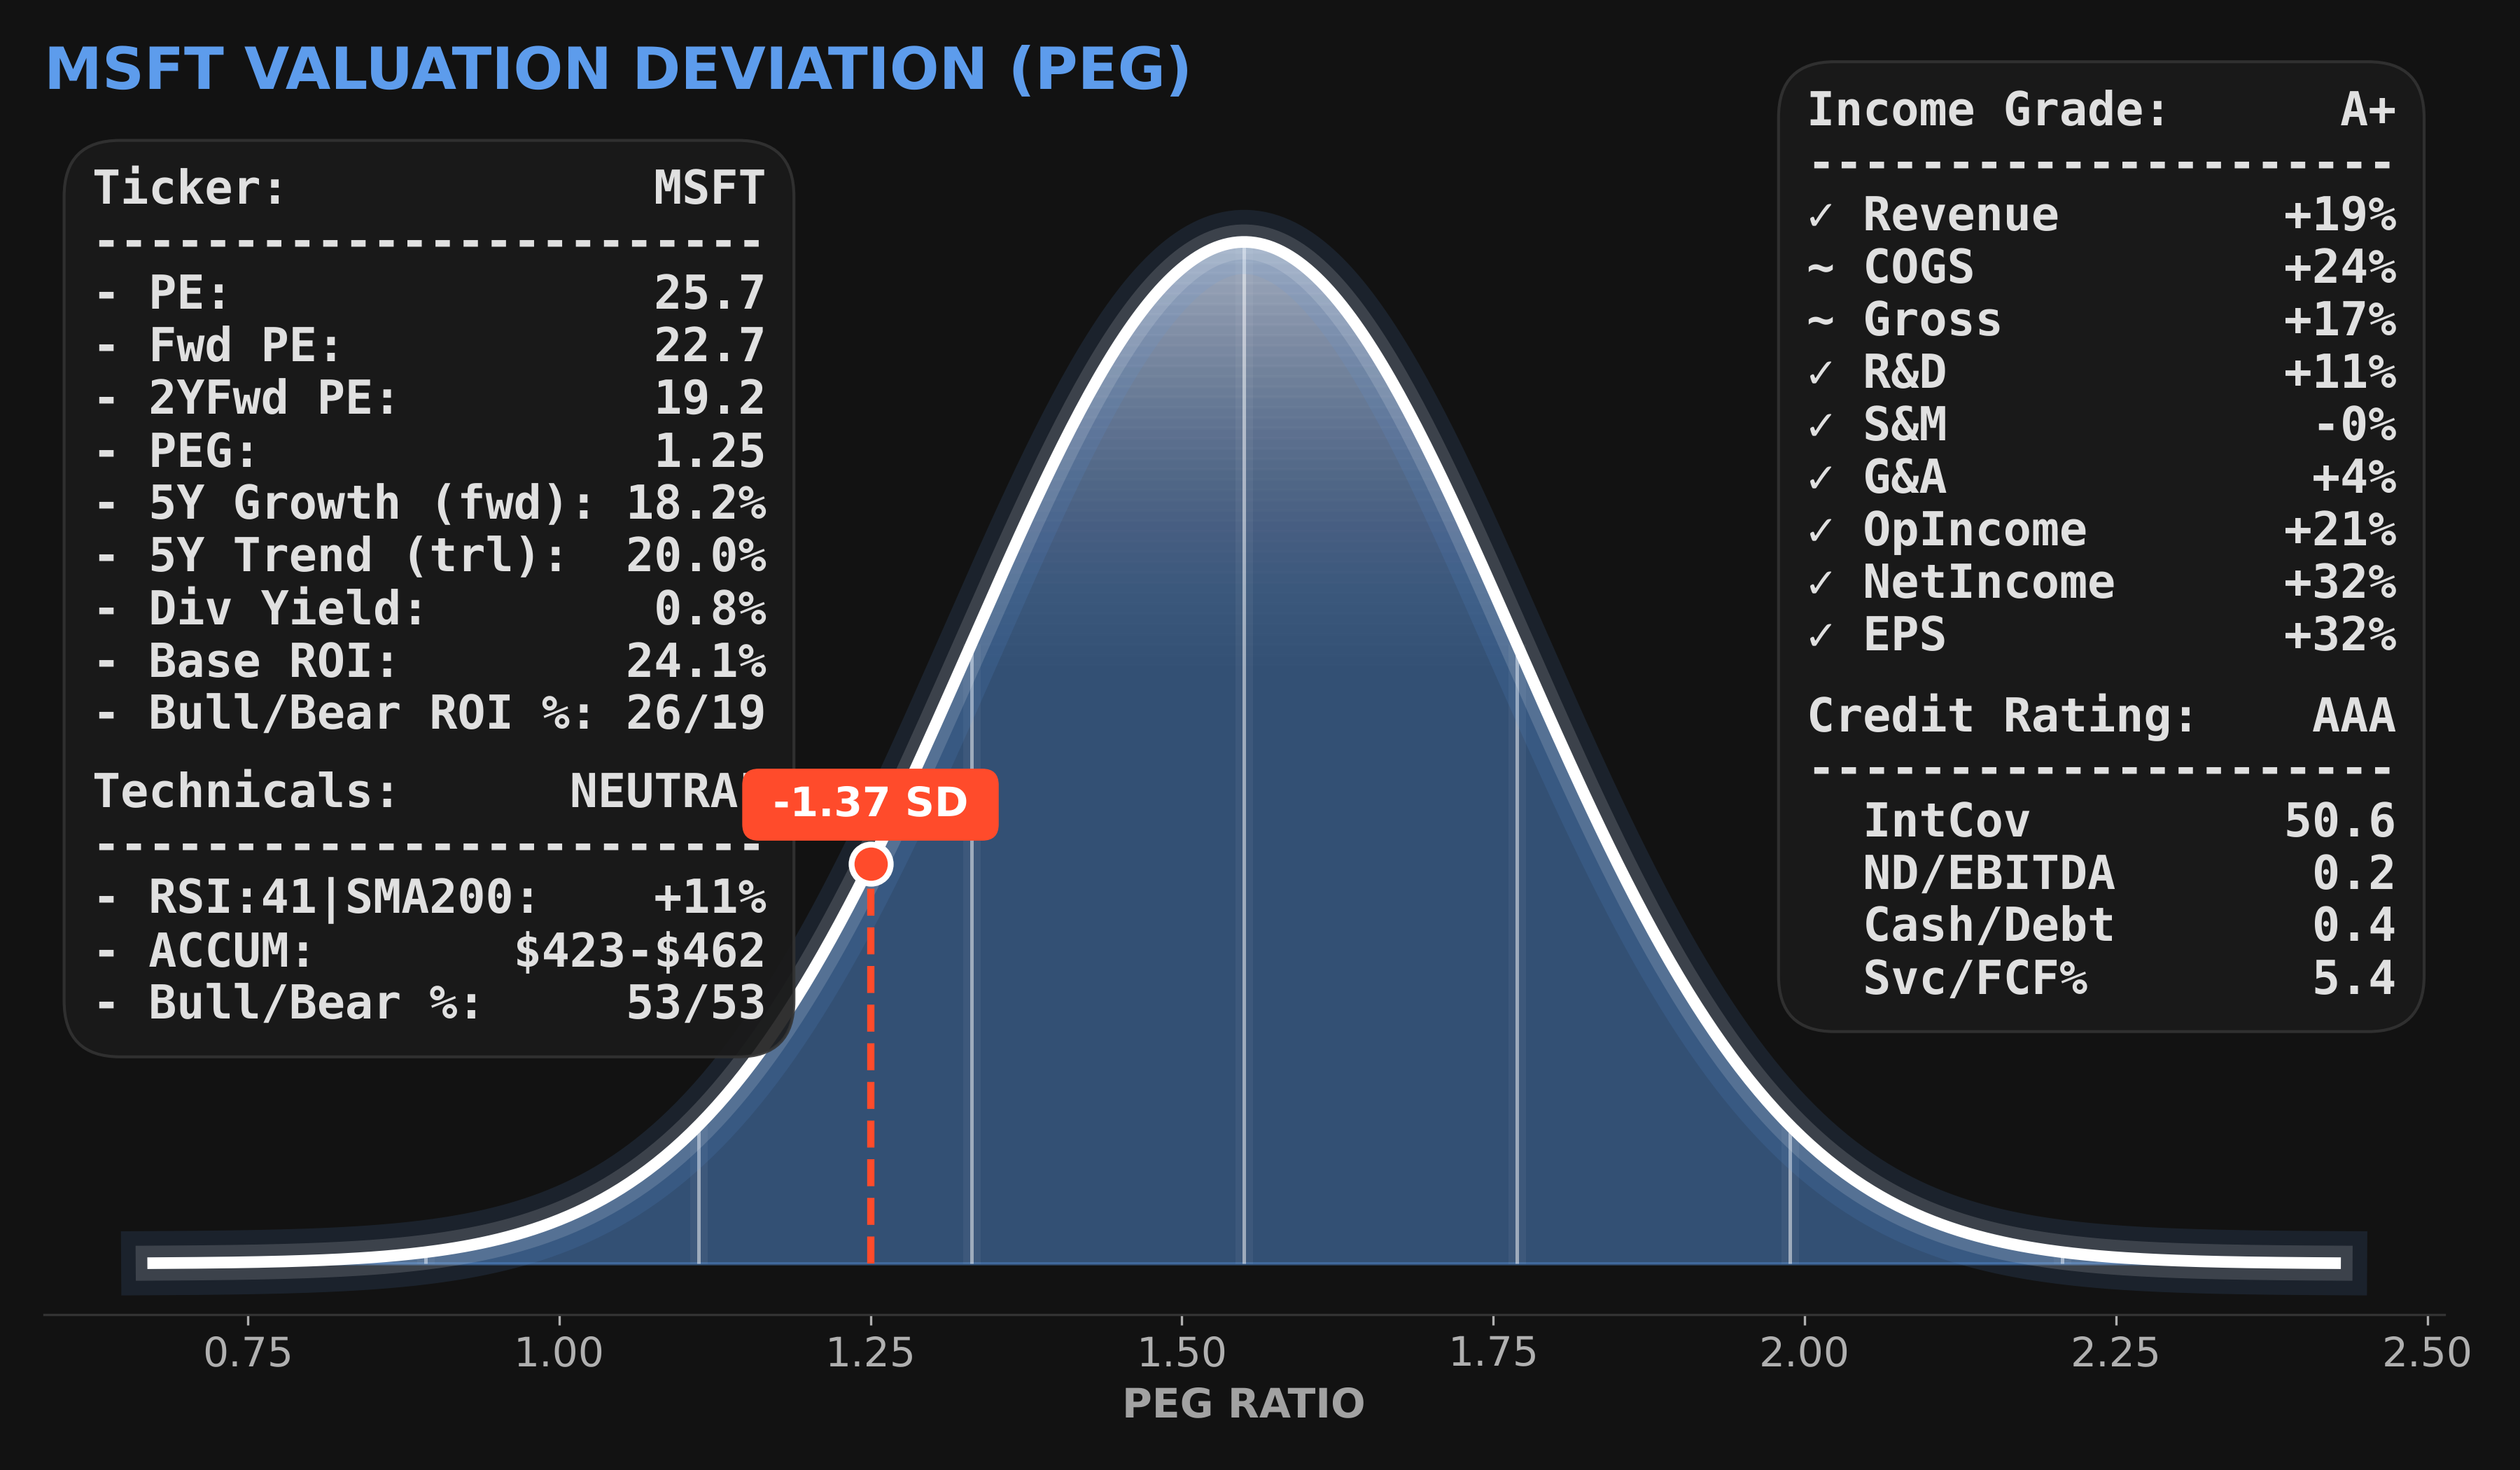 MSFT VALUATION DEVIATION (PEG)
Ticker: MSFT
------------------------
- PE: 25.7
- Fwd PE: 22.7
- 2YFwd PE: 19.2
- PEG: 1.25
- 5Y Growth (fwd): 18.2%
- 5Y Trend (trl): 20.0%
- Div Yield: 0.8%
- Base ROI: 24.1%
- Bull/Bear ROI %: 26/19
Technicals: NEUTRA
------------------------
- RSI:41|SMA200: +11%
- ACCUM: $423-$462
- Bull/Bear %: 53/53
-1.37 SD
Income Grade: A+
---------------------
✓ Revenue +19%
~ COGS +24%
~ Gross +17%
✓ R&D +11%
✓ S&M -0%
✓ G&A +4%
✓ OpIncome +21%
✓ NetIncome +32%
✓ EPS +32%
Credit Rating: AAA
---------------------
IntCov 50.6
ND/EBITDA 0.2
Cash/Debt 0.4
Svc/FCF% 5.4
0.75 1.00 1.25 1.50 1.75 2.00 2.25 2.50
PEG RATIO